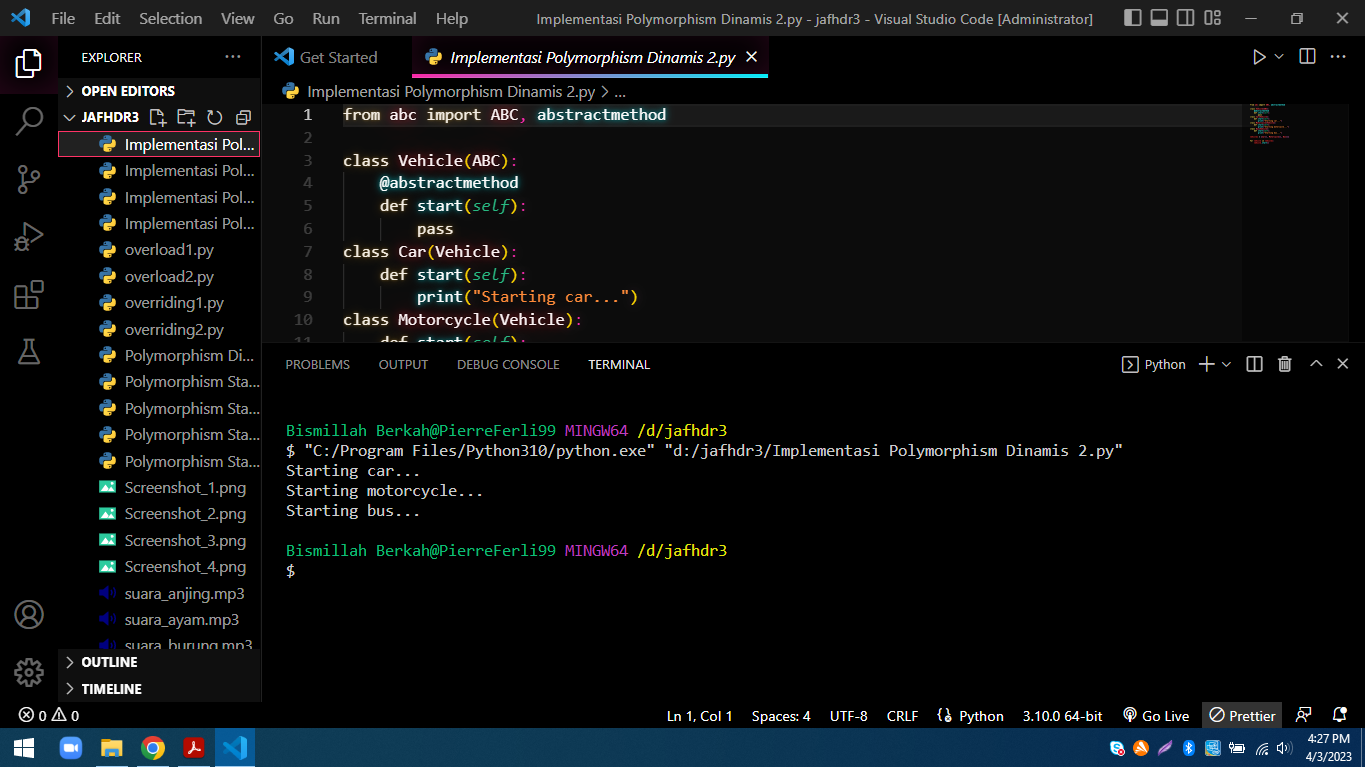 File Edit Selection View Go Run Terminal Help Implementasi Polymorphism Dinamis 2.py - jafhdr3 - Visual Studio Code [Administrator]
EXPLORER
OPEN EDITORS
JAFHDR3
Implementasi Pol...
Implementasi Pol...
Implementasi Pol...
Implementasi Pol...
overload1.py
overload2.py
overriding1.py
overriding2.py
Polymorphism Di...
Polymorphism Sta...
Polymorphism Sta...
Polymorphism Sta...
Polymorphism Sta...
Screenshot_1.png
Screenshot_2.png
Screenshot_3.png
Screenshot_4.png
suara_anjing.mp3
suara_ayam.mp3
suara_burung.mp3
OUTLINE
TIMELINE
Get Started Implementasi Polymorphism Dinamis 2.py
Implementasi Polymorphism Dinamis 2.py > ...
1 from abc import ABC, abstractmethod
2
3 class Vehicle(ABC):
4 @abstractmethod
5 def start(self):
6 pass
7 class Car(Vehicle):
8 def start(self):
9 print("Starting car...")
10 class Motorcycle(Vehicle):
11 def start(self):
PROBLEMS OUTPUT DEBUG CONSOLE TERMINAL Python
Bismillah Berkah@PierreFerli99 MINGW64 /d/jafhdr3
$ "C:/Program Files/Python310/python.exe" "d:/jafhdr3/Implementasi Polymorphism Dinamis 2.py"
Starting car...
Starting motorcycle...
Starting bus...
Bismillah Berkah@PierreFerli99 MINGW64 /d/jafhdr3
$
0 0 Ln 1, Col 1 Spaces: 4 UTF-8 CRLF Python 3.10.0 64-bit Go Live Prettier
4:27 PM
4/3/2023